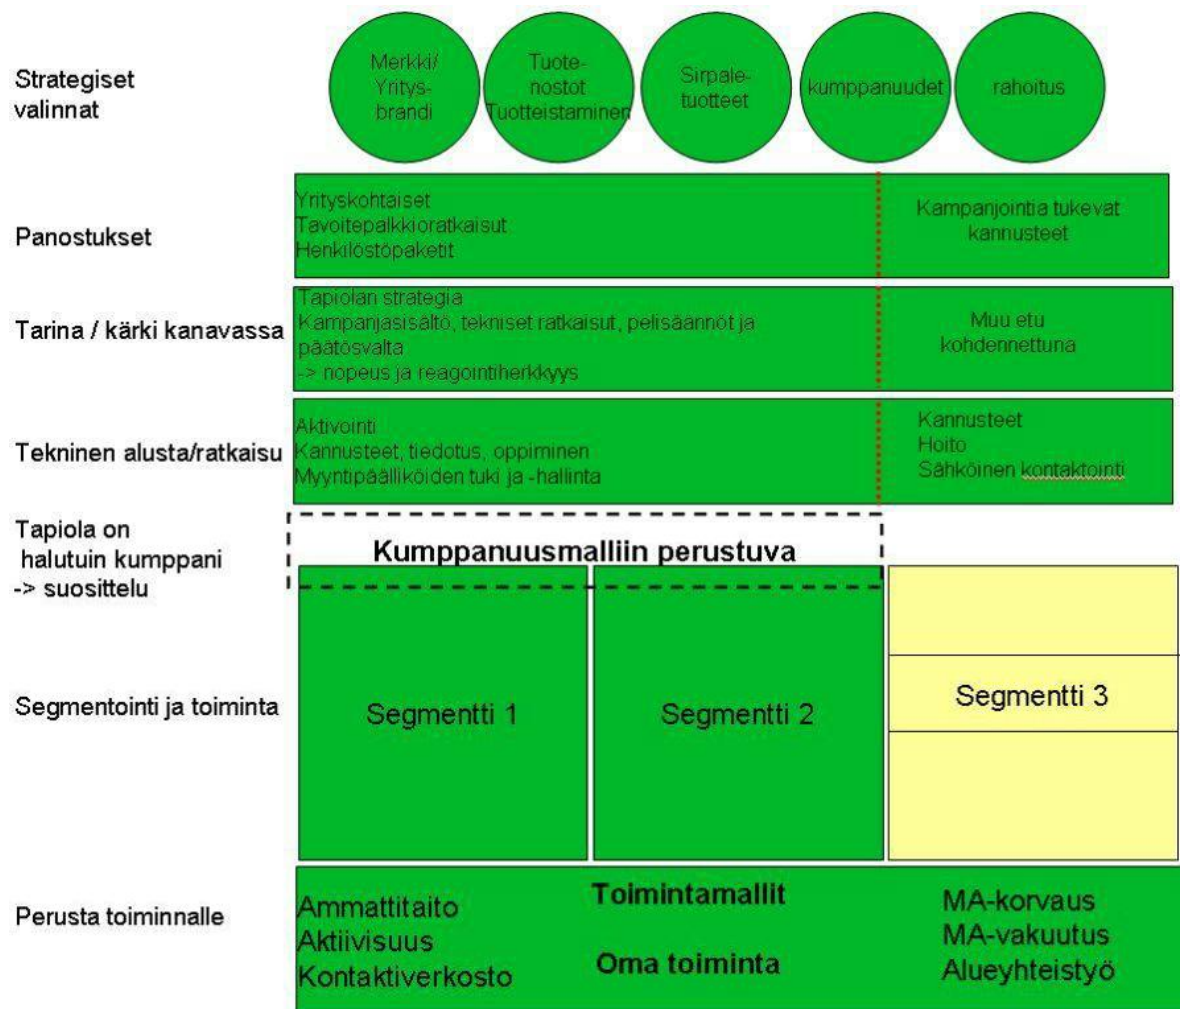 Strategiset
valinnat
Merkki/
Yritys-
brandi
Tuote-
nostot
Tuotteistaminen
Sirpale-
tuotteet
kumppanuudet
rahoitus
Panostukset
Yrityskohtaiset
Tavoitepalkkioratkaisut
Henkilöstöpaketit
Kampanjointia tukevat
kannusteet
Tarina / kärki kanavassa
Tapiolan strategia
Kampanjasisältö, tekniset ratkaisut, pelisäännöt ja
päätösvalta
-> nopeus ja reagointiherkkyys
Muu etu
kohdennettuna
Tekninen alusta/ratkaisu
Aktivointi
Kannusteet, tiedotus, oppiminen
Myyntipäälliköiden tuki ja -hallinta
Kannusteet
Hoito
Sähköinen kontaktointi
Tapiola on
halutuin kumppani
-> suosittelu
Kumppanuusmalliin perustuva
Segmentointi ja toiminta
Segmentti 1
Segmentti 2
Segmentti 3
Perusta toiminnalle
Ammattitaito
Aktiivisuus
Kontaktiverkosto
Toimintamallit
Oma toiminta
MA-korvaus
MA-vakuutus
Alueyhteistyö